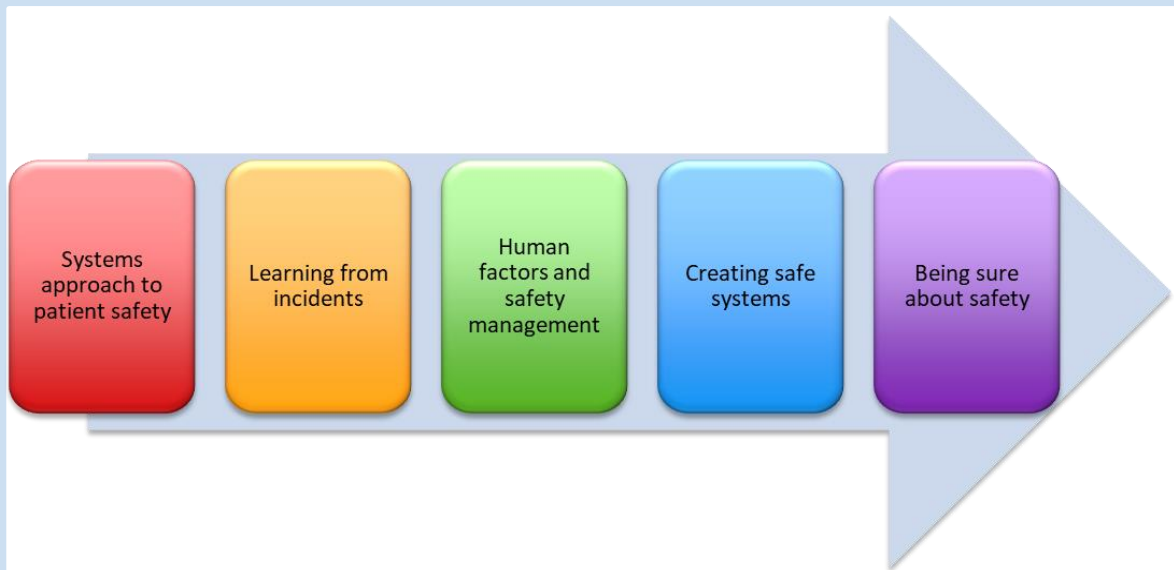 Systems
approach to
patient safety
Learning from
incidents
Human
factors and
safety
management
Creating safe
systems
Being sure
about safety